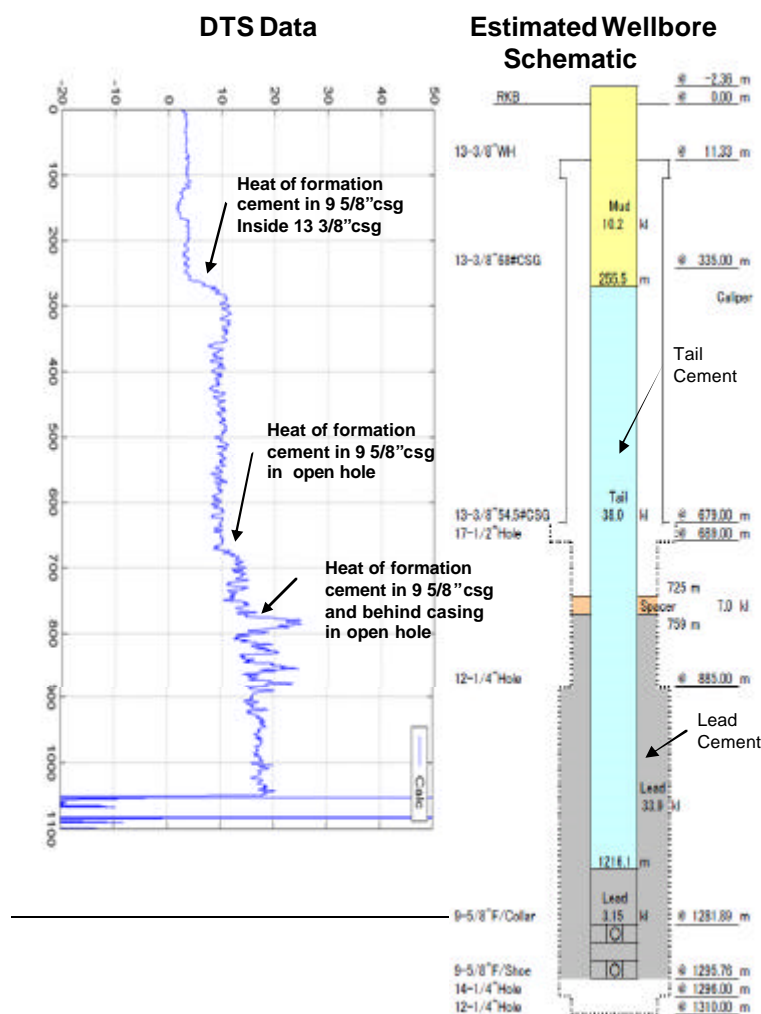 DTS Data
Estimated Wellbore
Schematic
-20
-10
0
10
20
30
40
50
0
100
200
300
400
500
600
700
800
900
1000
1100
Heat of formation
cement in 9 5/8"csg
Inside 13 3/8"csg
Heat of formation
cement in 9 5/8"csg
in open hole
Heat of formation
cement in 9 5/8"csg
and behind casing
in open hole
Calc
@ -2.36 m
RKB @ 0.00 m
13-3/8"WH @ 11.33 m
Mud
10.2 kl
13-3/8"68#CSG @ 335.00 m
255.5 m
Caliper
Tail
Cement
Tail
13-3/8"54.5#CSG 38.0 kl @ 679.00 m
17-1/2"Hole @ 689.00 m
725 m
Spacer 7.0 kl
759 m
12-1/4"Hole @ 885.00 m
Lead
Cement
Lead
33.9 kl
1216.1 m
Lead
9-5/8"F/Collar 3.15 kl @ 1281.89 m
9-5/8"F/Shoe @ 1295.76 m
14-1/4"Hole @ 1296.00 m
12-1/4"Hole @ 1310.00 m